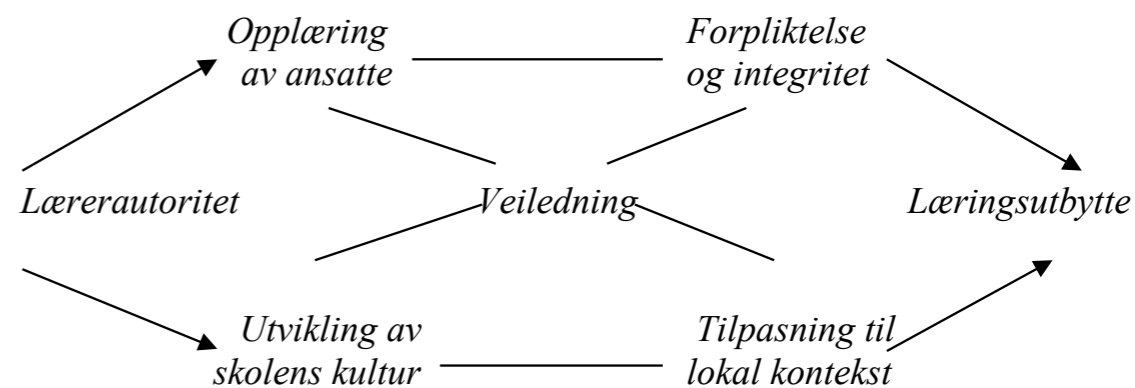 Opplæring
av ansatte
Forpliktelse
og integritet
Lærerautoritet
Veiledning
Læringsutbytte
Utvikling av
skolens kultur
Tilpasning til
lokal kontekst